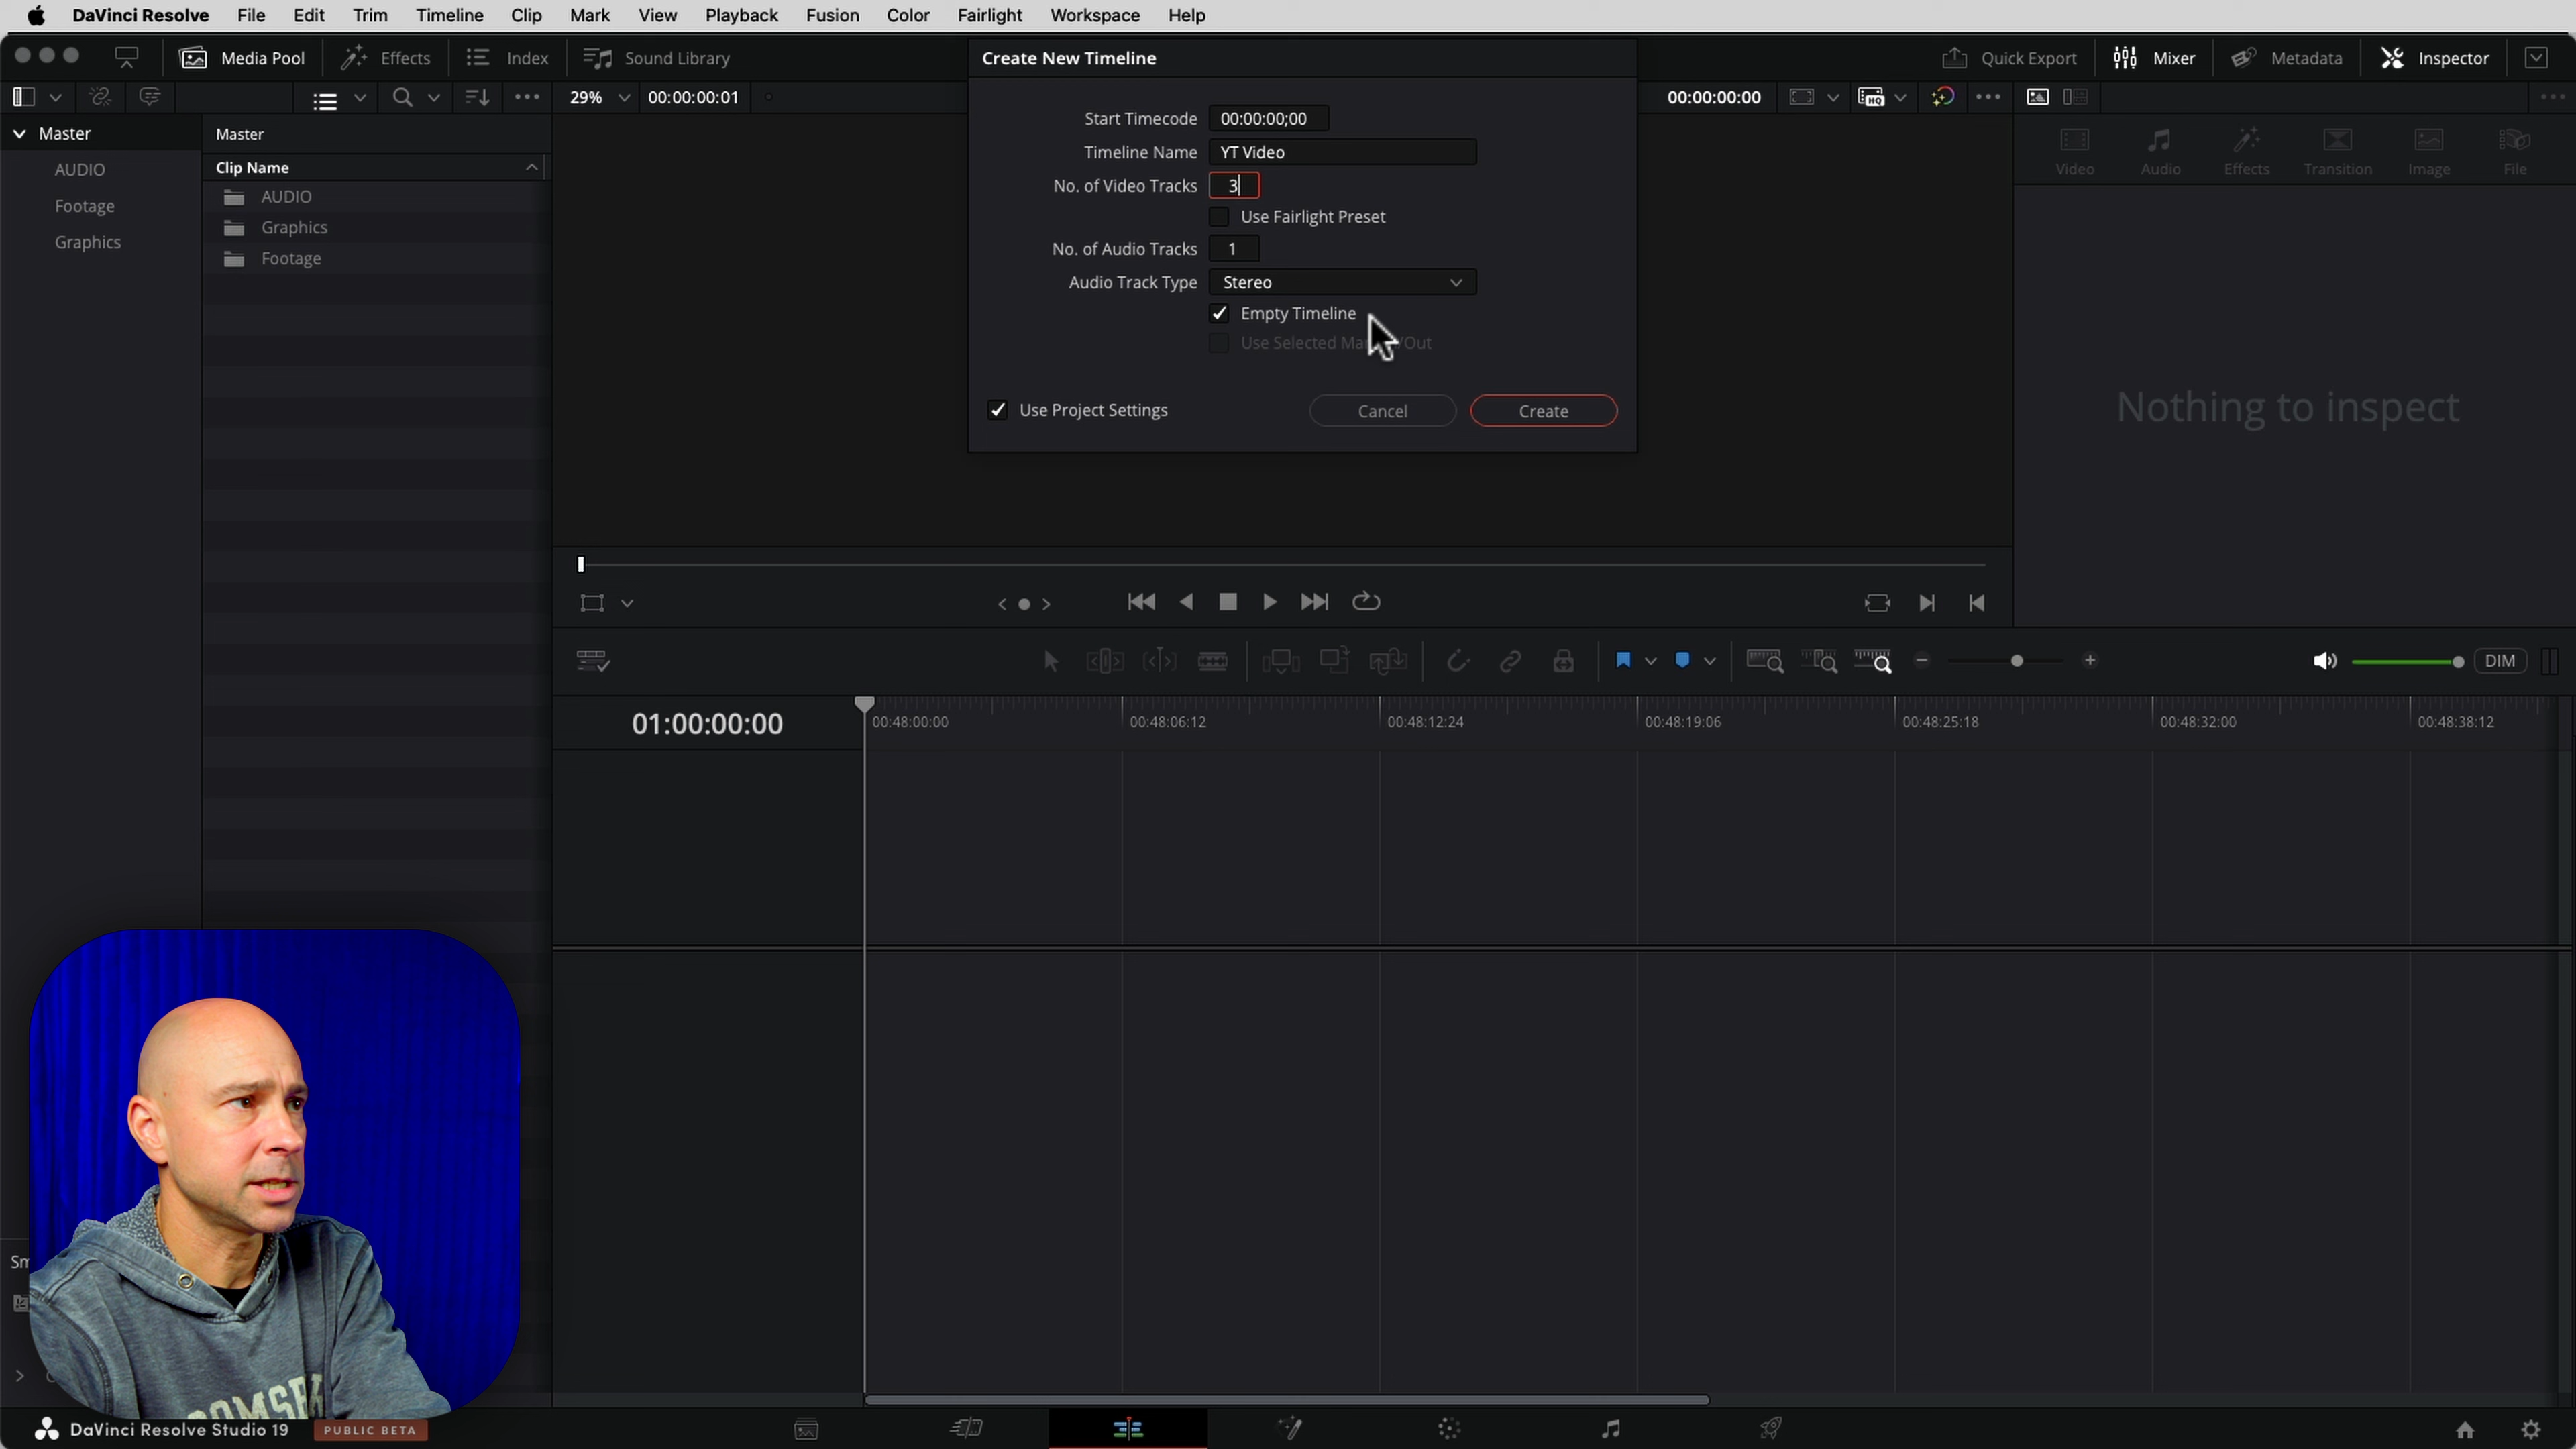 DaVinci Resolve File Edit Trim Timeline Clip Mark View Playback Fusion Color Fairlight Workspace Help
Media Pool Effects Index Sound Library
Create New Timeline
Quick Export Mixer Metadata Inspector
29% 00:00:00:01
00:00:00:00
Master
AUDIO
Footage
Graphics
Master
Clip Name
AUDIO
Graphics
Footage
Start Timecode 00:00:00;00
Timeline Name YT Video
No. of Video Tracks 3
Use Fairlight Preset
No. of Audio Tracks 1
Audio Track Type Stereo
Empty Timeline
Use Selected /Out
Use Project Settings Cancel Create
Video Audio Effects Transition Image File
Nothing to inspect
DIM
01:00:00:00
00:48:00:00 00:48:06:12 00:48:12:24 00:48:19:06 00:48:25:18 00:48:32:00 00:48:38:12
DaVinci Resolve Studio 19 PUBLIC BETA